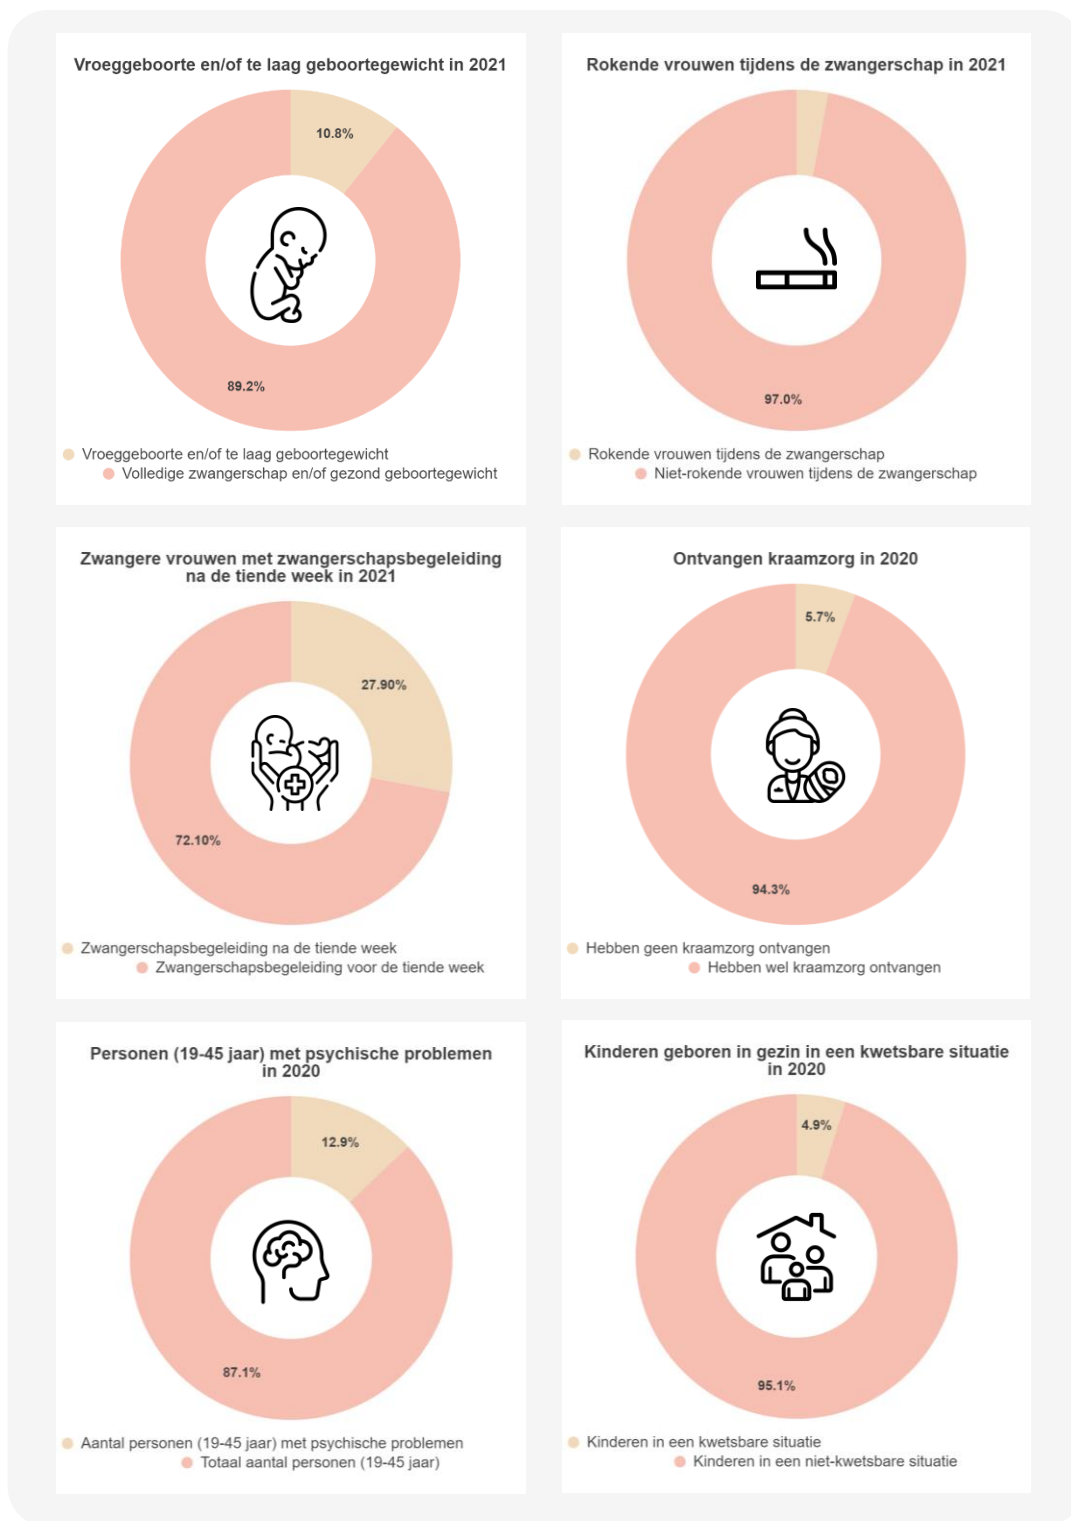 Vroeggeboorte en/of te laag geboortegewicht in 2021
10.8%
89.2%
Vroeggeboorte en/of te laag geboortegewicht
Volledige zwangerschap en/of gezond geboortegewicht
Rokende vrouwen tijdens de zwangerschap in 2021
97.0%
Rokende vrouwen tijdens de zwangerschap
Niet-rokende vrouwen tijdens de zwangerschap
Zwangere vrouwen met zwangerschapsbegeleiding
na de tiende week in 2021
27.90%
72.10%
Zwangerschapsbegeleiding na de tiende week
Zwangerschapsbegeleiding voor de tiende week
Ontvangen kraamzorg in 2020
5.7%
94.3%
Hebben geen kraamzorg ontvangen
Hebben wel kraamzorg ontvangen
Personen (19-45 jaar) met psychische problemen
in 2020
12.9%
87.1%
Aantal personen (19-45 jaar) met psychische problemen
Totaal aantal personen (19-45 jaar)
Kinderen geboren in gezin in een kwetsbare situatie
in 2020
4.9%
95.1%
Kinderen in een kwetsbare situatie
Kinderen in een niet-kwetsbare situatie